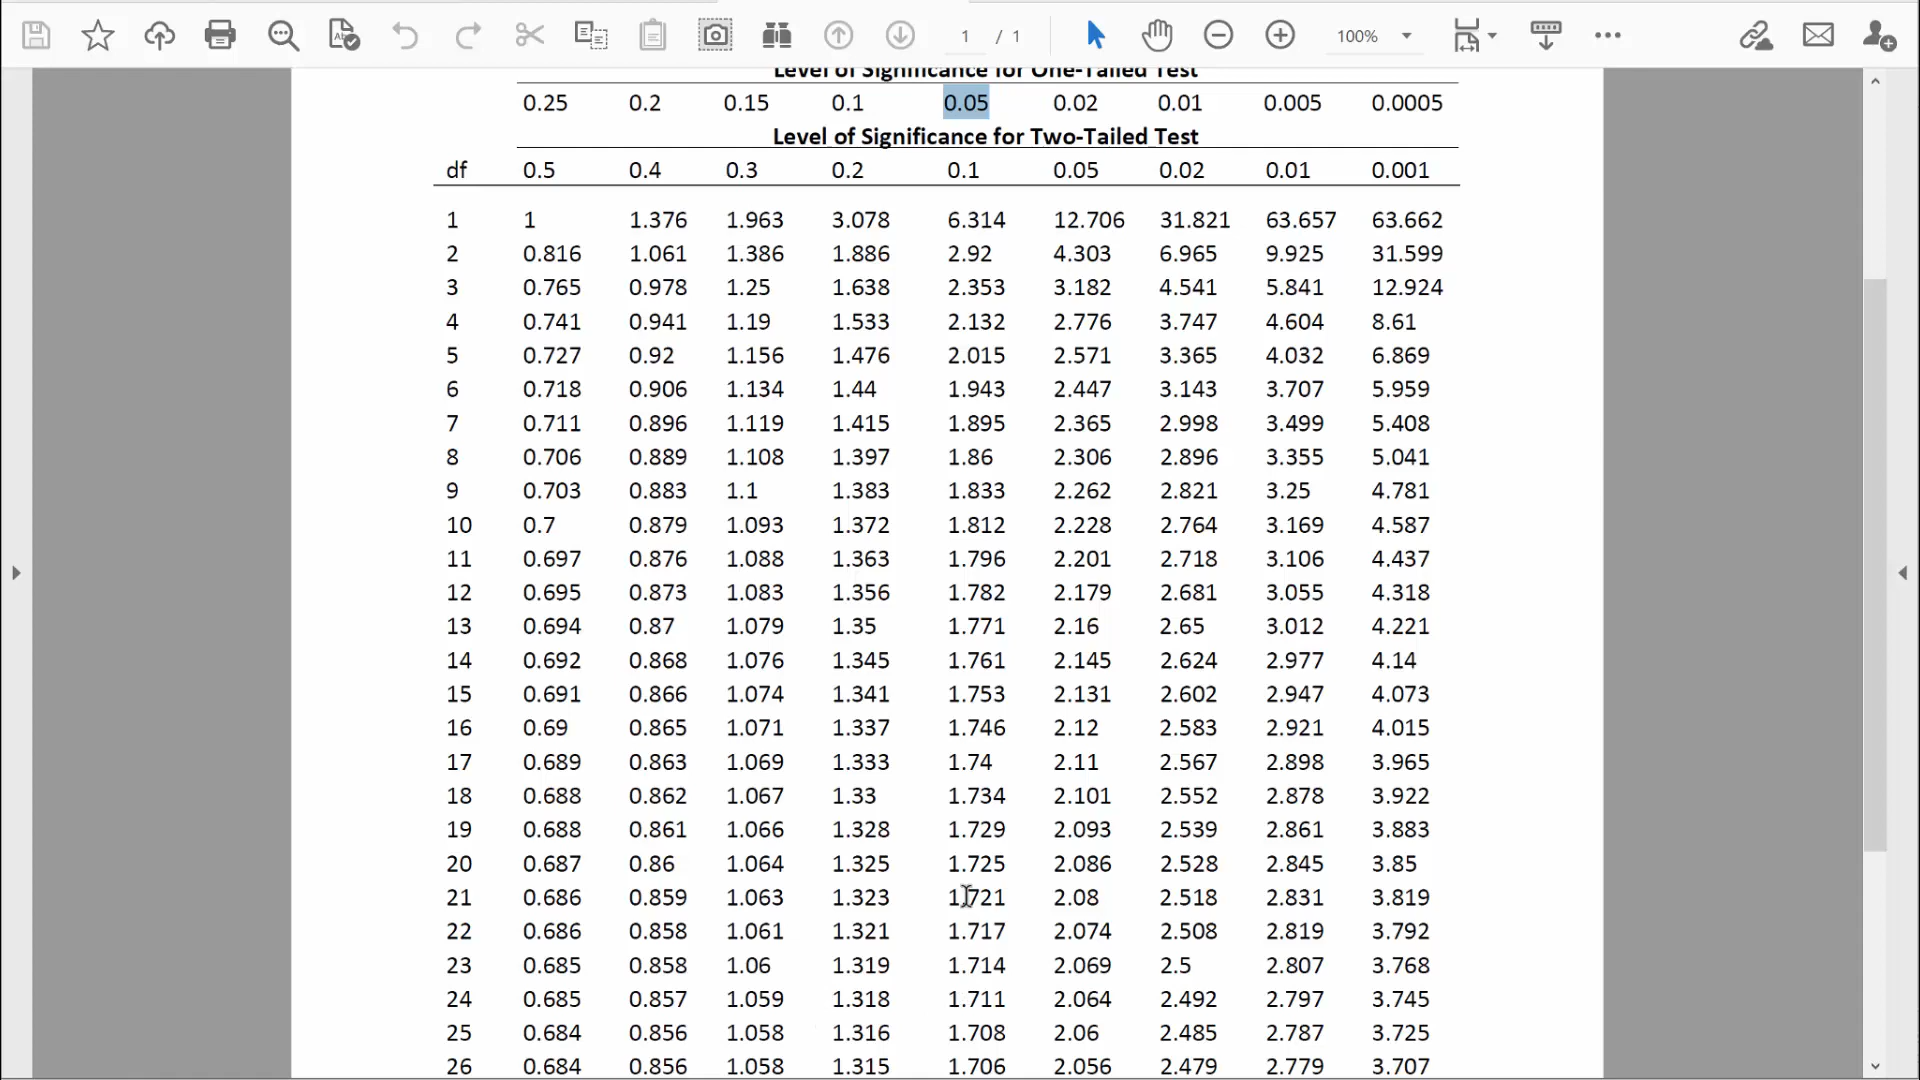 1 / 1 100%
Level of Significance for One-Tailed Test
0.25 0.2 0.15 0.1 0.05 0.02 0.01 0.005 0.0005
Level of Significance for Two-Tailed Test
df 0.5 0.4 0.3 0.2 0.1 0.05 0.02 0.01 0.001
1 1 1.376 1.963 3.078 6.314 12.706 31.821 63.657 63.662
2 0.816 1.061 1.386 1.886 2.92 4.303 6.965 9.925 31.599
3 0.765 0.978 1.25 1.638 2.353 3.182 4.541 5.841 12.924
4 0.741 0.941 1.19 1.533 2.132 2.776 3.747 4.604 8.61
5 0.727 0.92 1.156 1.476 2.015 2.571 3.365 4.032 6.869
6 0.718 0.906 1.134 1.44 1.943 2.447 3.143 3.707 5.959
7 0.711 0.896 1.119 1.415 1.895 2.365 2.998 3.499 5.408
8 0.706 0.889 1.108 1.397 1.86 2.306 2.896 3.355 5.041
9 0.703 0.883 1.1 1.383 1.833 2.262 2.821 3.25 4.781
10 0.7 0.879 1.093 1.372 1.812 2.228 2.764 3.169 4.587
11 0.697 0.876 1.088 1.363 1.796 2.201 2.718 3.106 4.437
12 0.695 0.873 1.083 1.356 1.782 2.179 2.681 3.055 4.318
13 0.694 0.87 1.079 1.35 1.771 2.16 2.65 3.012 4.221
14 0.692 0.868 1.076 1.345 1.761 2.145 2.624 2.977 4.14
15 0.691 0.866 1.074 1.341 1.753 2.131 2.602 2.947 4.073
16 0.69 0.865 1.071 1.337 1.746 2.12 2.583 2.921 4.015
17 0.689 0.863 1.069 1.333 1.74 2.11 2.567 2.898 3.965
18 0.688 0.862 1.067 1.33 1.734 2.101 2.552 2.878 3.922
19 0.688 0.861 1.066 1.328 1.729 2.093 2.539 2.861 3.883
20 0.687 0.86 1.064 1.325 1.725 2.086 2.528 2.845 3.85
21 0.686 0.859 1.063 1.323 1.721 2.08 2.518 2.831 3.819
22 0.686 0.858 1.061 1.321 1.717 2.074 2.508 2.819 3.792
23 0.685 0.858 1.06 1.319 1.714 2.069 2.5 2.807 3.768
24 0.685 0.857 1.059 1.318 1.711 2.064 2.492 2.797 3.745
25 0.684 0.856 1.058 1.316 1.708 2.06 2.485 2.787 3.725
26 0.684 0.856 1.058 1.315 1.706 2.056 2.479 2.779 3.707